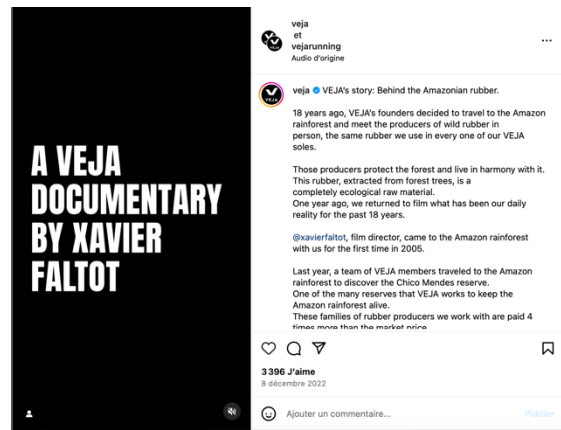 A VEJA
DOCUMENTARY
BY XAVIER
FALTOT
veja
et
vejarunning
Audio d'origine
VEJA
veja VEJA's story: Behind the Amazonian rubber.
18 years ago, VEJA's founders decided to travel to the Amazon
rainforest and meet the producers of wild rubber in
person, the same rubber we use in every one of our VEJA
soles.
Those producers protect the forest and live in harmony with it.
This rubber, extracted from forest trees, is a
completely ecological raw material.
One year ago, we returned to film what has been our daily
reality for the past 18 years.
@xavierfaltot, film director, came to the Amazon rainforest
with us for the first time in 2005.
Last year, a team of VEJA members traveled to the Amazon
rainforest to discover the Chico Mendes reserve.
One of the many reserves that VEJA works to keep the
Amazon rainforest alive.
These families of rubber producers we work with are paid 4
times more than the market price
3 396 J'aime
8 décembre 2022
Ajouter un commentaire...
Publier